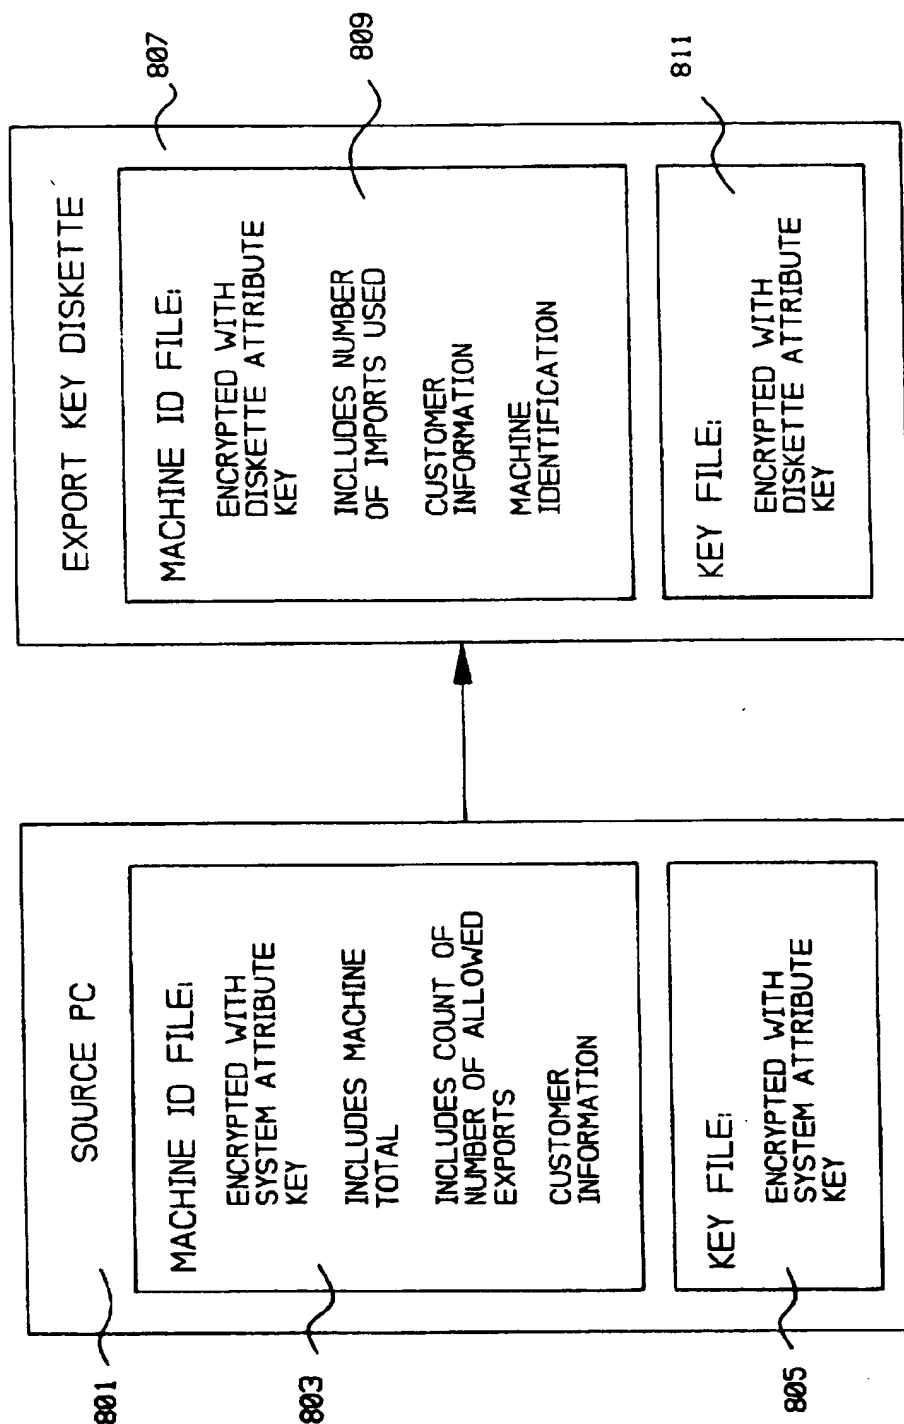 SOURCE PC
MACHINE ID FILE:
ENCRYPTED WITH
SYSTEM ATTRIBUTE
KEY
INCLUDES MACHINE
TOTAL
INCLUDES COUNT OF
NUMBER OF ALLOWED
EXPORTS
CUSTOMER
INFORMATION
KEY FILE:
ENCRYPTED WITH
SYSTEM ATTRIBUTE
KEY
801
803
805
EXPORT KEY DISKETTE
MACHINE ID FILE:
ENCRYPTED WITH
DISKETTE ATTRIBUTE
KEY
INCLUDES NUMBER
OF IMPORTS USED
CUSTOMER
INFORMATION
MACHINE
IDENTIFICATION
KEY FILE:
ENCRYPTED WITH
DISKETTE ATTRIBUTE
KEY
807
809
811